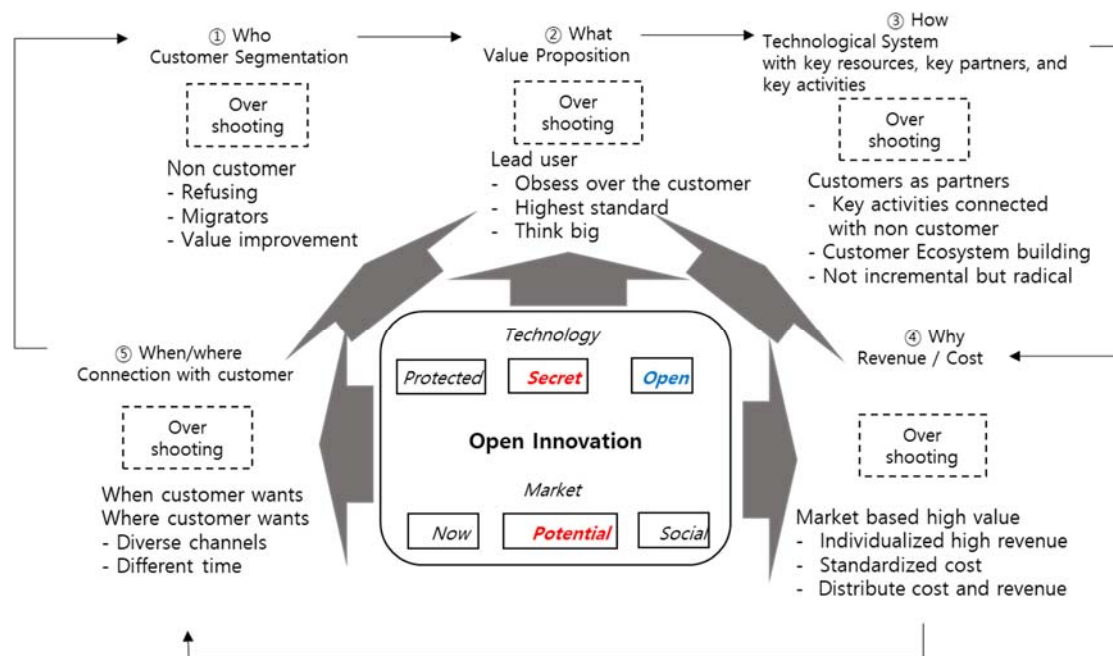 ① Who
Customer Segmentation
Over
shooting
Non customer
- Refusing
- Migrators
- Value improvement
② What
Value Proposition
Over
shooting
Lead user
- Obsess over the customer
- Highest standard
- Think big
③ How
Technological System
with key resources, key partners, and
key activities
Over
shooting
Customers as partners
- Key activities connected
with non customer
- Customer Ecosystem building
- Not incremental but radical
④ Why
Revenue / Cost
Over
shooting
Market based high value
- Individualized high revenue
- Standardized cost
- Distribute cost and revenue
⑤ When/where
Connection with customer
Over
shooting
When customer wants
Where customer wants
- Diverse channels
- Different time
Technology
Protected
Secret
Open
Open Innovation
Market
Now
Potential
Social